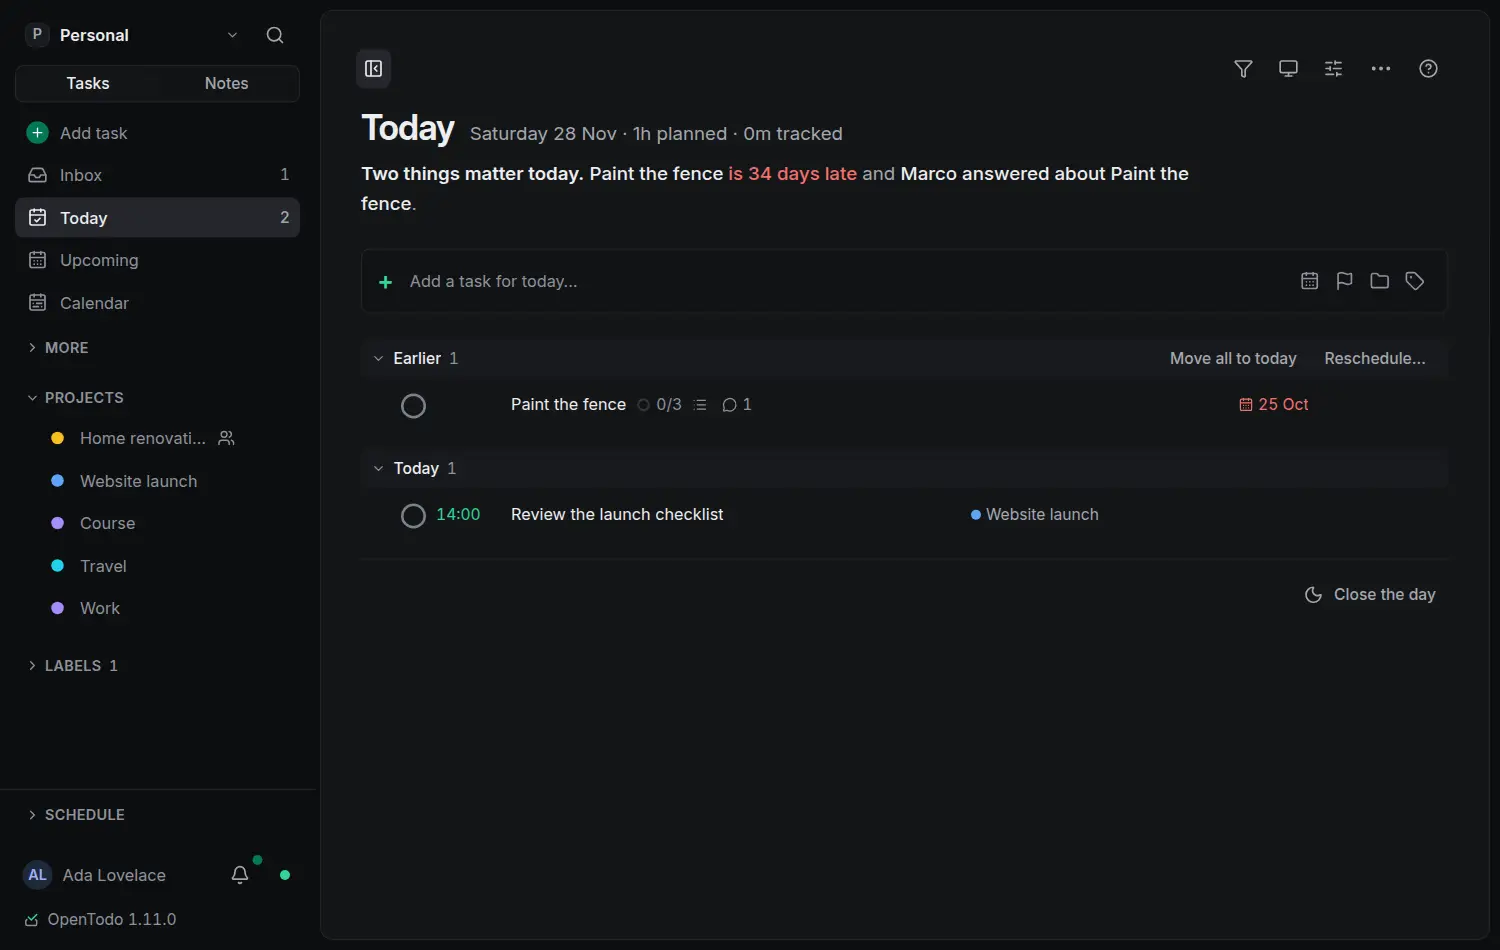 P Personal
Tasks Notes
Add task
Inbox 1
Today 2
Upcoming
Calendar
MORE
PROJECTS
Home renovati...
Website launch
Course
Travel
Work
LABELS 1
SCHEDULE
AL Ada Lovelace
OpenTodo 1.11.0
Today Saturday 28 Nov · 1h planned · 0m tracked
Two things matter today. Paint the fence is 34 days late and Marco answered about Paint the
fence.
Add a task for today...
Earlier 1 Move all to today Reschedule...
Paint the fence 0/3 1 25 Oct
Today 1
14:00 Review the launch checklist Website launch
Close the day